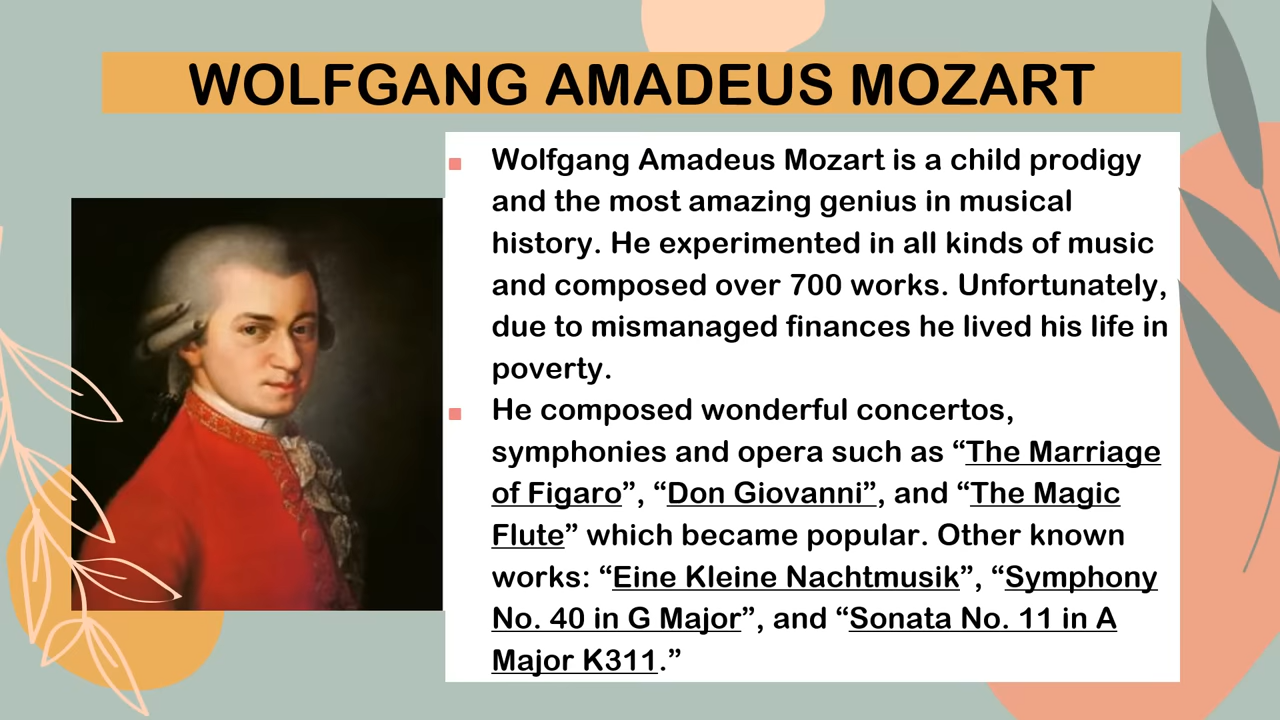 WOLFGANG AMADEUS MOZART
Wolfgang Amadeus Mozart is a child prodigy
and the most amazing genius in musical
history. He experimented in all kinds of music
and composed over 700 works. Unfortunately,
due to mismanaged finances he lived his life in
poverty.
He composed wonderful concertos,
symphonies and opera such as “The Marriage
of Figaro”, “Don Giovanni”, and “The Magic
Flute” which became popular. Other known
works: “Eine Kleine Nachtmusik”, “Symphony
No. 40 in G Major”, and “Sonata No. 11 in A
Major K311.”